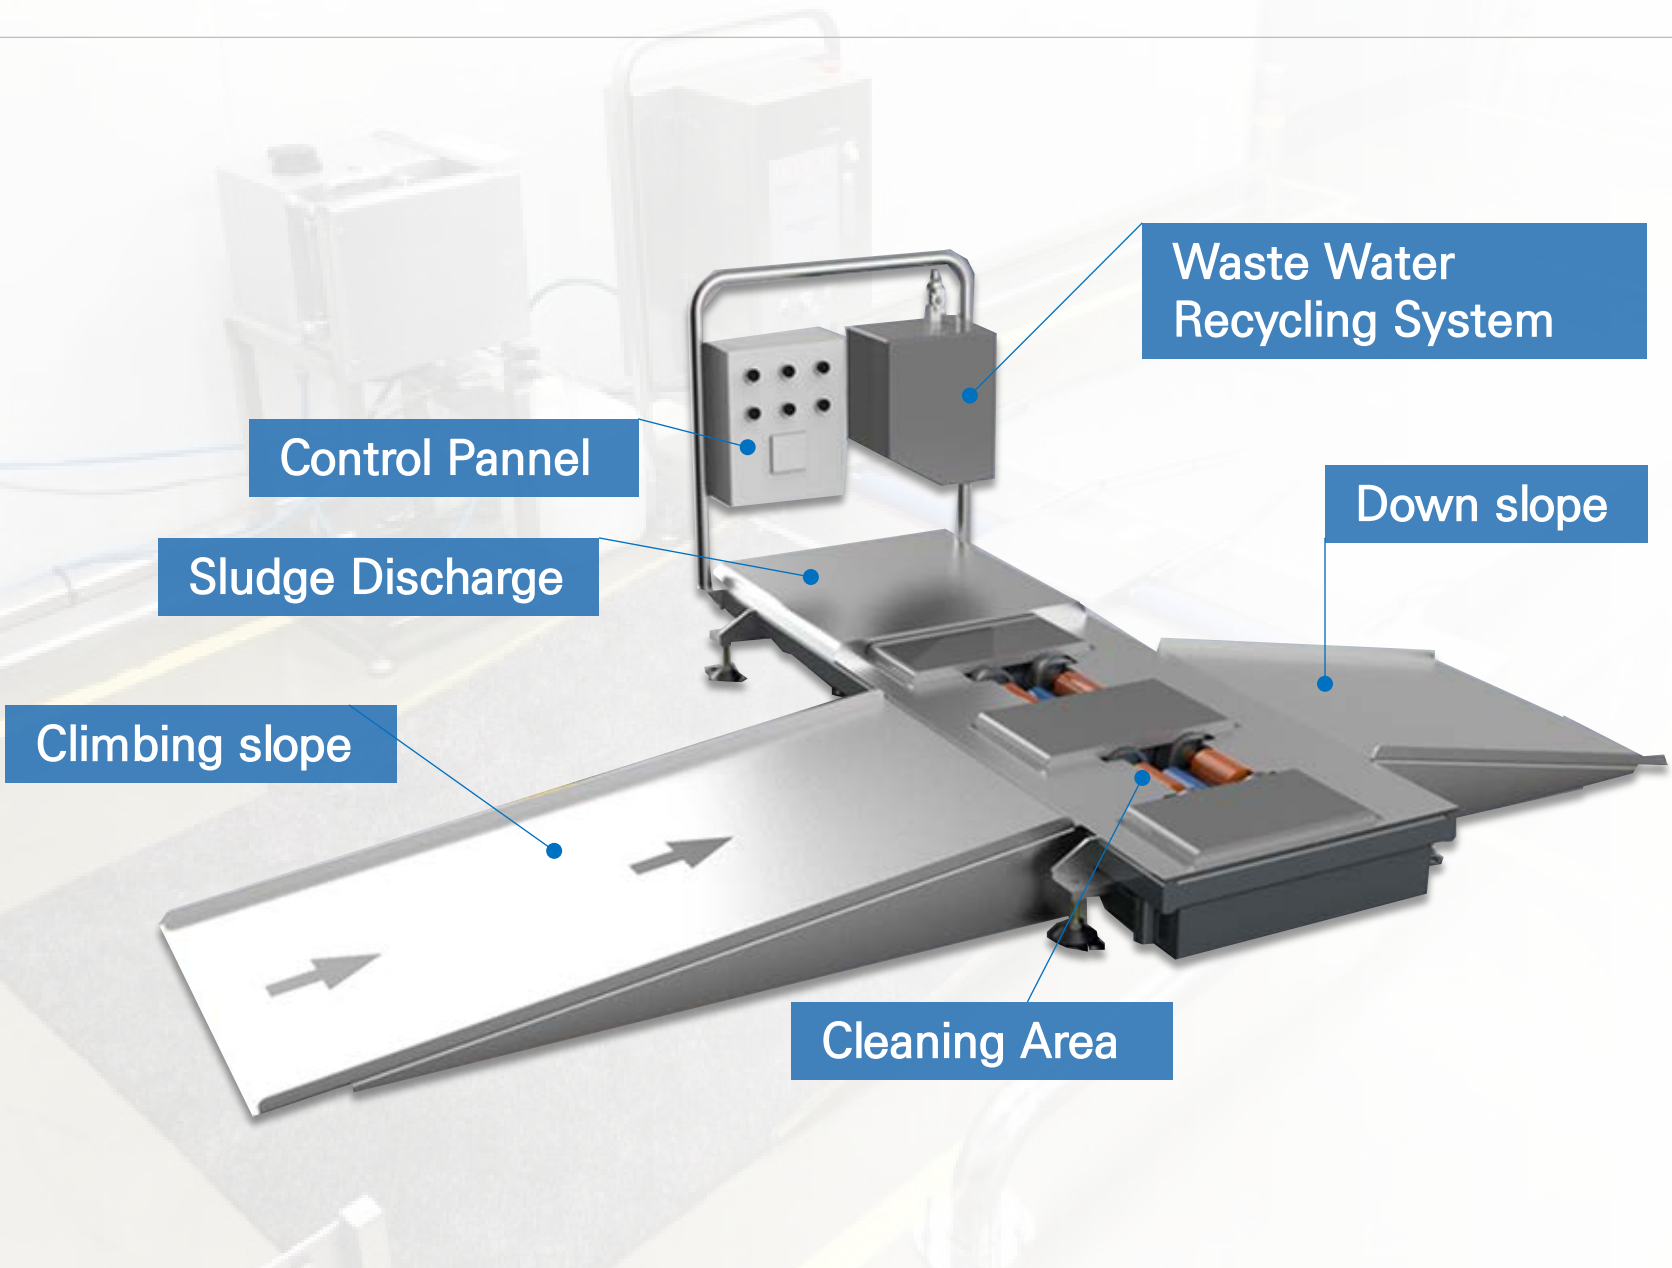 Waste Water
Recycling System
Control Pannel
Down slope
Sludge Discharge
Climbing slope
Cleaning Area